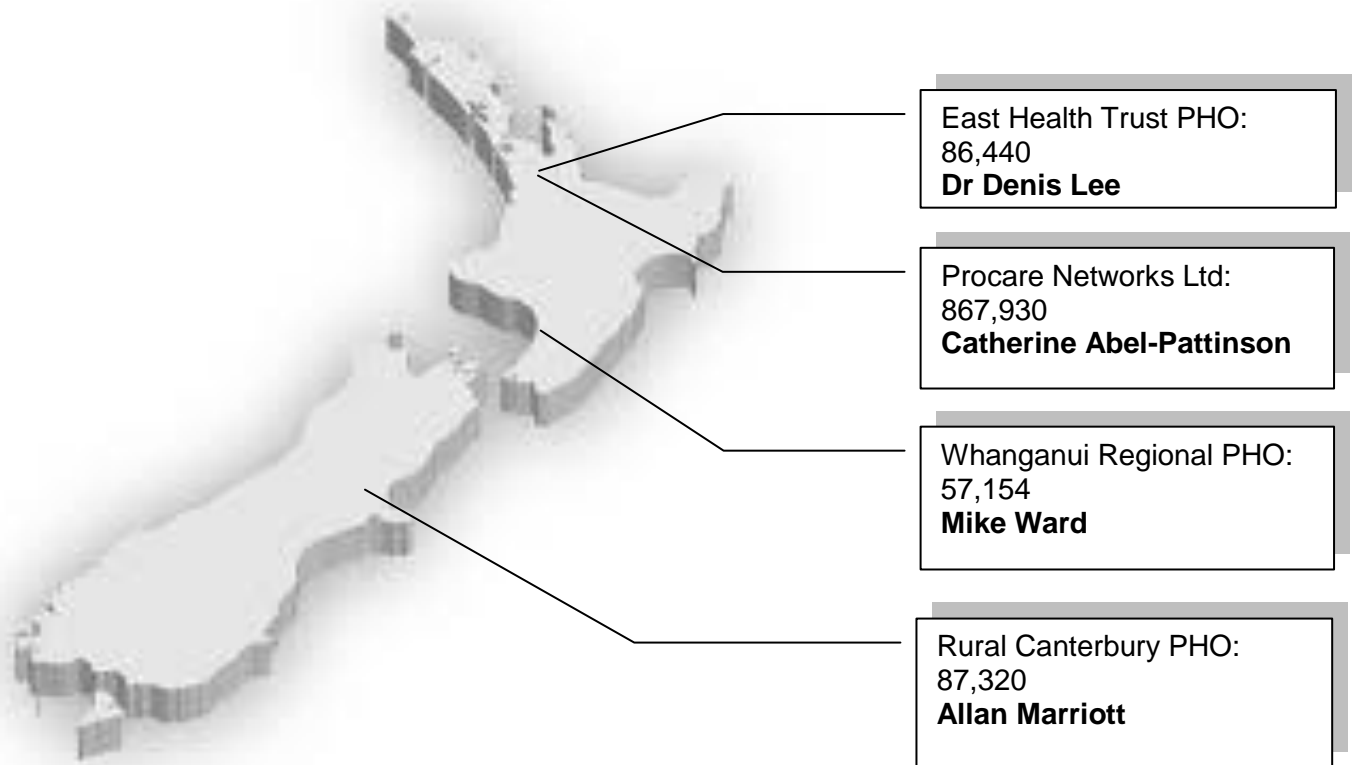 East Health Trust PHO:
86,440
Dr Denis Lee
Procare Networks Ltd:
867,930
Catherine Abel-Pattinson
Whanganui Regional PHO:
57,154
Mike Ward
Rural Canterbury PHO:
87,320
Allan Marriott